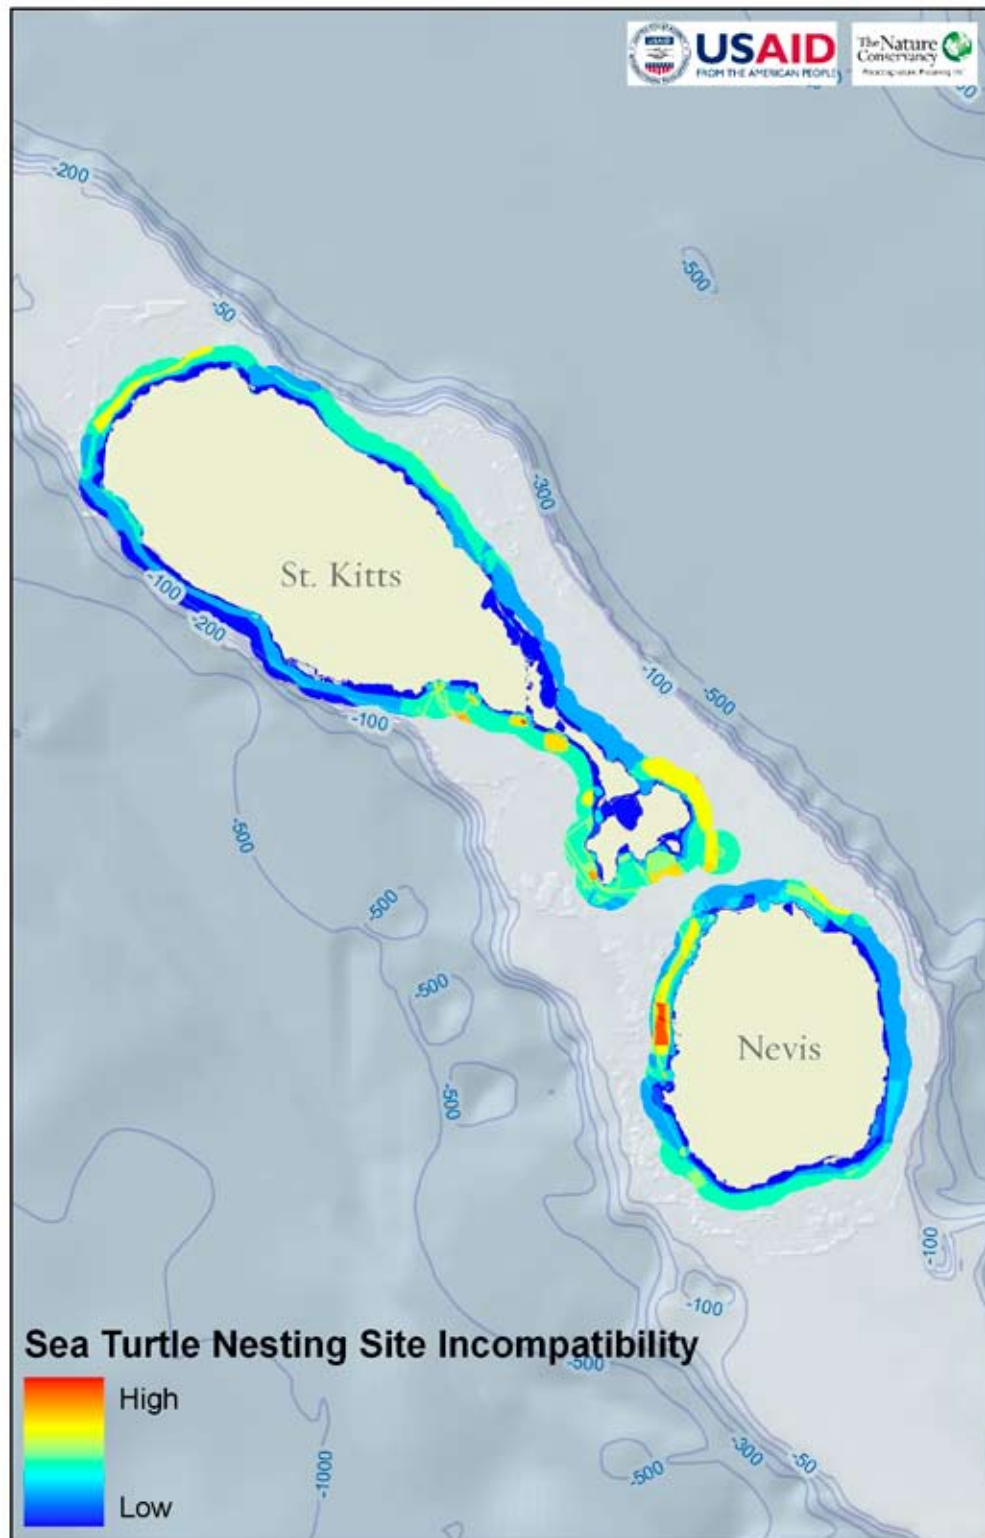 USAID
FROM THE AMERICAN PEOPLE
The Nature
Conservancy
-200
-500
-50
-300
St. Kitts
-100
-200
-100
-500
-100
-500
-500
-500
Nevis
-500
-100
-100
Sea Turtle Nesting Site Incompatibility
-500
High
-1000
-500
-300
-50
Low